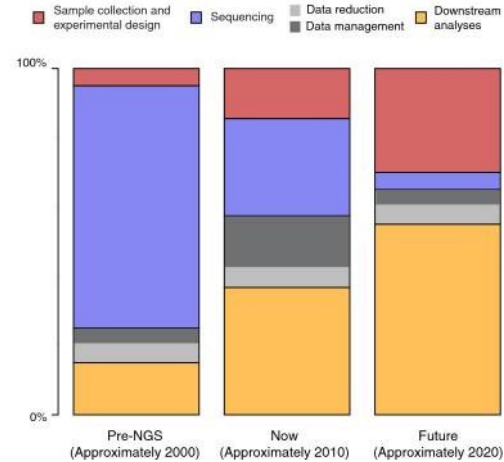 Sample collection and
experimental design
Sequencing
Data reduction
Data management
Downstream
analyses
100%
0%
Pre-NGS
(Approximately 2000)
Now
(Approximately 2010)
Future
(Approximately 2020)